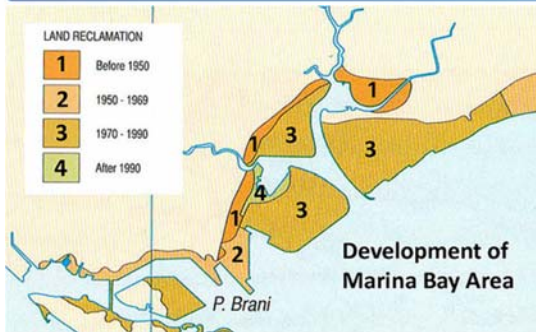 LAND RECLAMATION
1 Before 1950
2 1950 - 1969
3 1970 - 1990
4 After 1990
1
1
3
3
4
1
3
2
Development of
Marina Bay Area
P. Brani